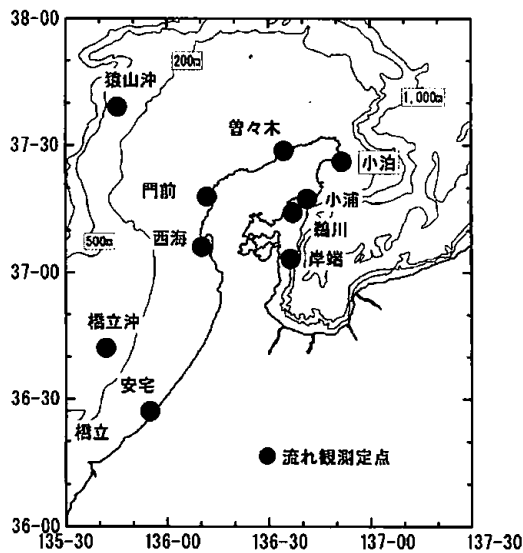 38-00
200m
猿山沖
1,000m
曽々木
37-30
小泊
門前
小浦
鵜川
西海
500m
岸端
37-00
橋立沖
安宅
36-30
橋立
流れ観測定点
36-00
135-30
136-00
136-30
137-00
137-30